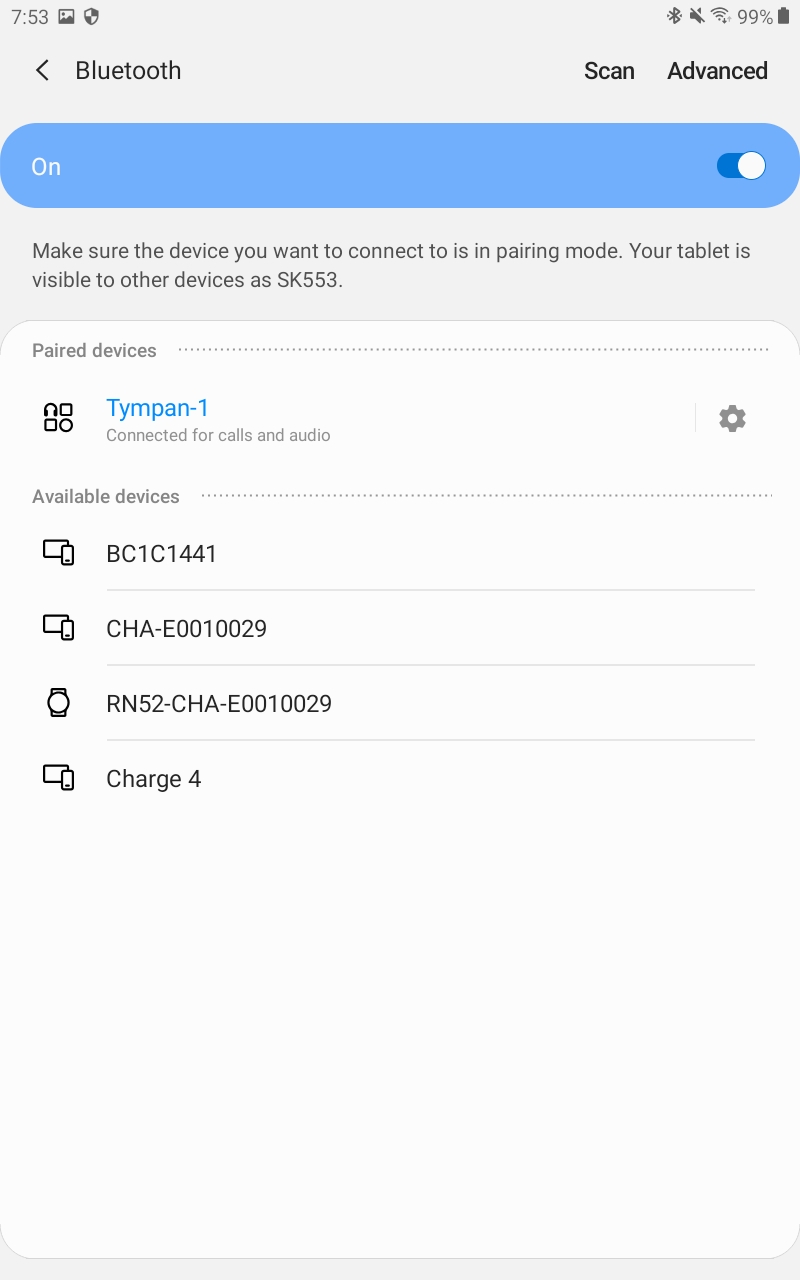 7:53 99%
Bluetooth Scan Advanced
On
Make sure the device you want to connect to is in pairing mode. Your tablet is
visible to other devices as SK553.
Paired devices
Tympan-1
Connected for calls and audio
Available devices
BC1C1441
CHA-E0010029
RN52-CHA-E0010029
Charge 4